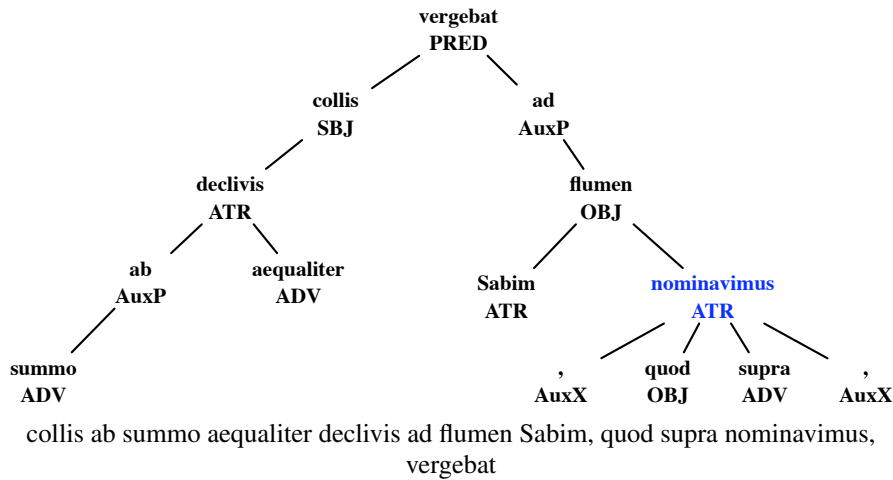 vergebat
PRED
collis ad
SBJ AuxP
declivis flumen
ATR OBJ
ab aequaliter Sabim nominavimus
AuxP ADV ATR ATR
summo , quod supra ,
ADV AuxX OBJ ADV AuxX
collis ab summo aequaliter declivis ad flumen Sabim, quod supra nominavimus,
vergebat